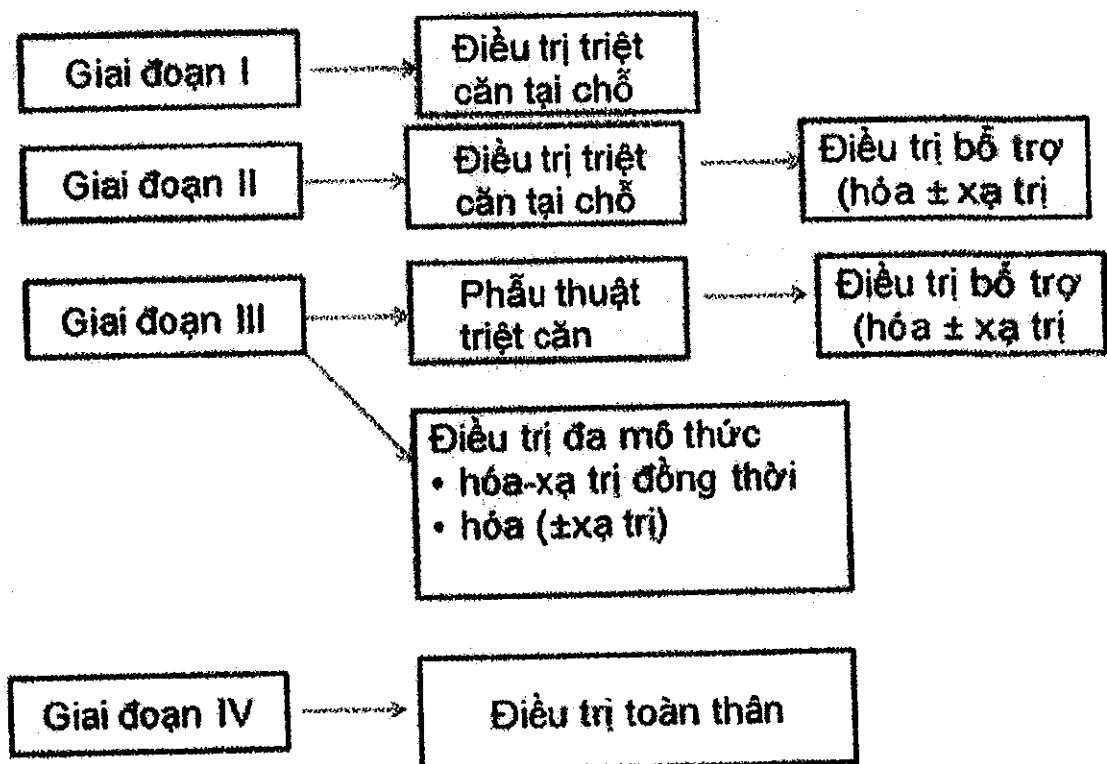 Giai đoạn I
Điều trị triệt
căn tại chỗ
Giai đoạn II
Điều trị triệt
căn tại chỗ
Điều trị bổ trợ
(hóa ± xạ trị
Giai đoạn III
Phẫu thuật
triệt căn
Điều trị bổ trợ
(hóa ± xạ trị
Điều trị đa mô thức
• hóa-xạ trị đồng thời
• hóa (±xạ trị)
Giai đoạn IV
Điều trị toàn thân